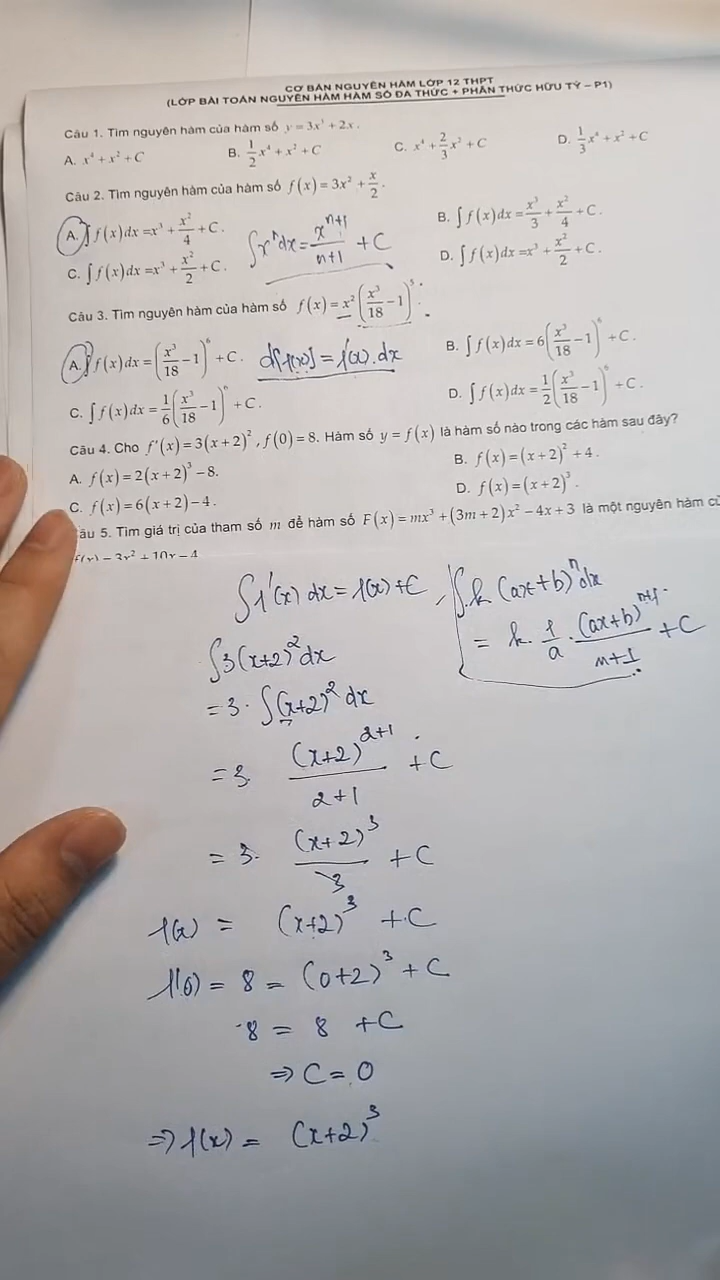 CƠ BẢN NGUYÊN HÀM LỚP 12 THPT
(LỚP BÀI TOÁN NGUYÊN HÀM HÀM SỐ ĐA THỨC + PHÂN THỨC HỮU TỶ – P1)
Câu 1. Tìm nguyên hàm của hàm số y = 3x³ + 2x.
A. x⁴ + x² + C B. 1/2 x⁴ + x² + C C. x⁴ + 2/3 x² + C D. 1/3 x⁴ + x² + C
Câu 2. Tìm nguyên hàm của hàm số f(x) = 3x² + x/2.
A. ∫f(x)dx = x³ + x²/4 + C. B. ∫f(x)dx = x³/3 + x²/4 + C.
C. ∫f(x)dx = x³ + x²/2 + C. D. ∫f(x)dx = x³ + x²/2 + C.
∫xⁿdx = xⁿ⁺¹/(n+1) + C
Câu 3. Tìm nguyên hàm của hàm số f(x) = x²(x³/18 − 1)⁵.
A. ∫f(x)dx = (x³/18 − 1)⁶ + C. B. ∫f(x)dx = 6(x³/18 − 1)⁶ + C.
d[f(x)] = f'(x).dx
C. ∫f(x)dx = 1/6 (x³/18 − 1)⁶ + C. D. ∫f(x)dx = 1/2 (x³/18 − 1)⁶ + C.
Câu 4. Cho f'(x) = 3(x+2)², f(0) = 8. Hàm số y = f(x) là hàm số nào trong các hàm sau đây?
A. f(x) = 2(x+2)³ − 8. B. f(x) = (x+2)² + 4.
C. f(x) = 6(x+2) − 4. D. f(x) = (x+2)³.
âu 5. Tìm giá trị của tham số m để hàm số F(x) = mx³ + (3m+2)x² − 4x + 3 là một nguyên hàm củ
f(x) = 3x² + 10x − 4
∫f'(x)dx = f(x) + C, ∫k(ax+b)ⁿdx
= k. 1/a . (ax+b)ⁿ⁺¹/(n+1) + C
∫3(x+2)²dx
= 3. ∫(x+2)² dx
= 3. (x+2)²⁺¹/(2+1) + C
= 3. (x+2)³/3 + C
f(x) = (x+2)³ + C
f(0) = 8 = (0+2)³ + C
8 = 8 + C
⇒ C = 0
⇒ f(x) = (x+2)³